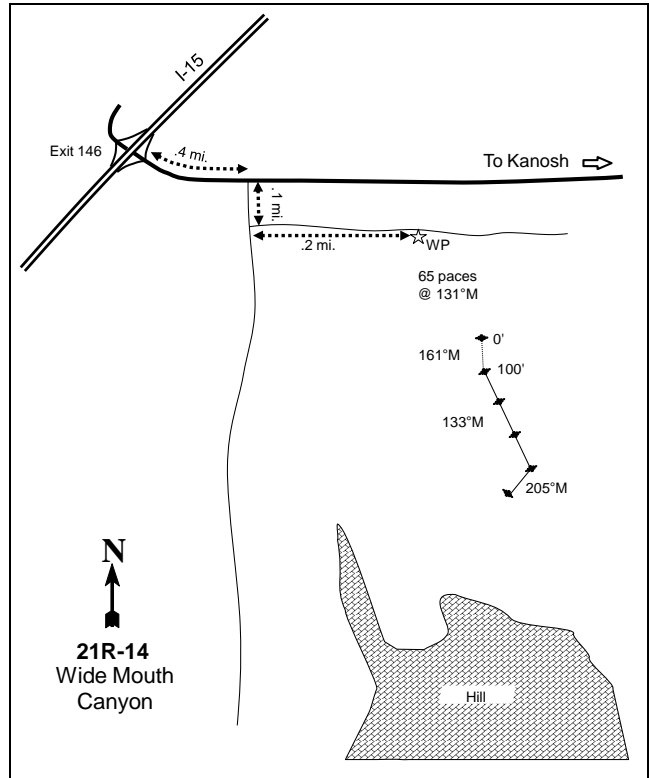 I-15
Exit 146
.4 mi.
To Kanosh
.1 mi.
.2 mi.
WP
65 paces
@ 131°M
0'
161°M
100'
133°M
205°M
N
21R-14
Wide Mouth
Canyon
Hill